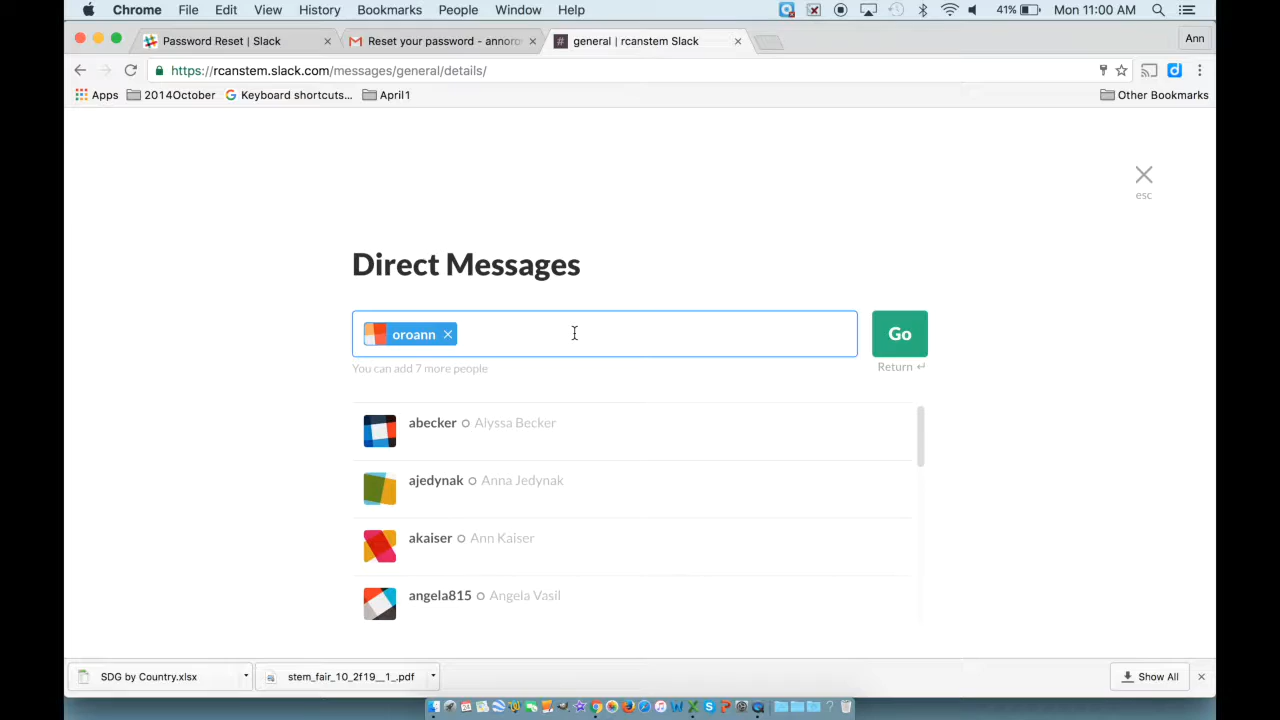 Chrome File Edit View History Bookmarks People Window Help 41% Mon 11:00 AM
Password Reset | Slack
Reset your password - annoro
# general | rcanstem Slack
Ann
https://rcanstem.slack.com/messages/general/details/
Apps 2014October Keyboard shortcuts... April1 Other Bookmarks
esc
Direct Messages
oroann
Go
You can add 7 more people
Return ↵
abecker Alyssa Becker
ajedynak Anna Jedynak
akaiser Ann Kaiser
angela815 Angela Vasil
SDG by Country.xlsx stem_fair_10_2f19__1_.pdf Show All